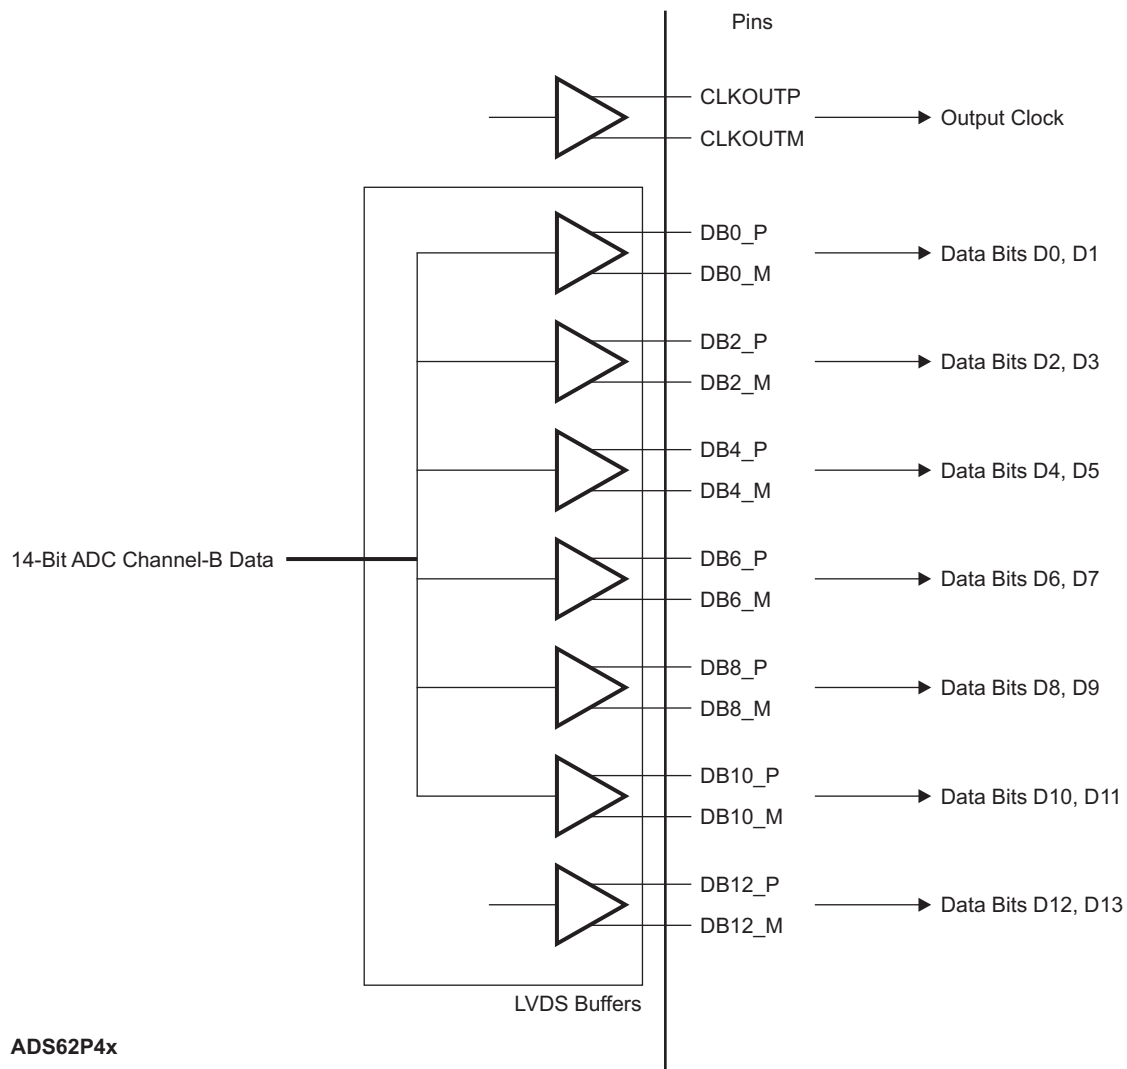 Pins
CLKOUTP
CLKOUTM
Output Clock
DB0_P
DB0_M
Data Bits D0, D1
DB2_P
DB2_M
Data Bits D2, D3
DB4_P
DB4_M
Data Bits D4, D5
14-Bit ADC Channel-B Data
DB6_P
DB6_M
Data Bits D6, D7
DB8_P
DB8_M
Data Bits D8, D9
DB10_P
DB10_M
Data Bits D10, D11
DB12_P
DB12_M
Data Bits D12, D13
LVDS Buffers
ADS62P4x